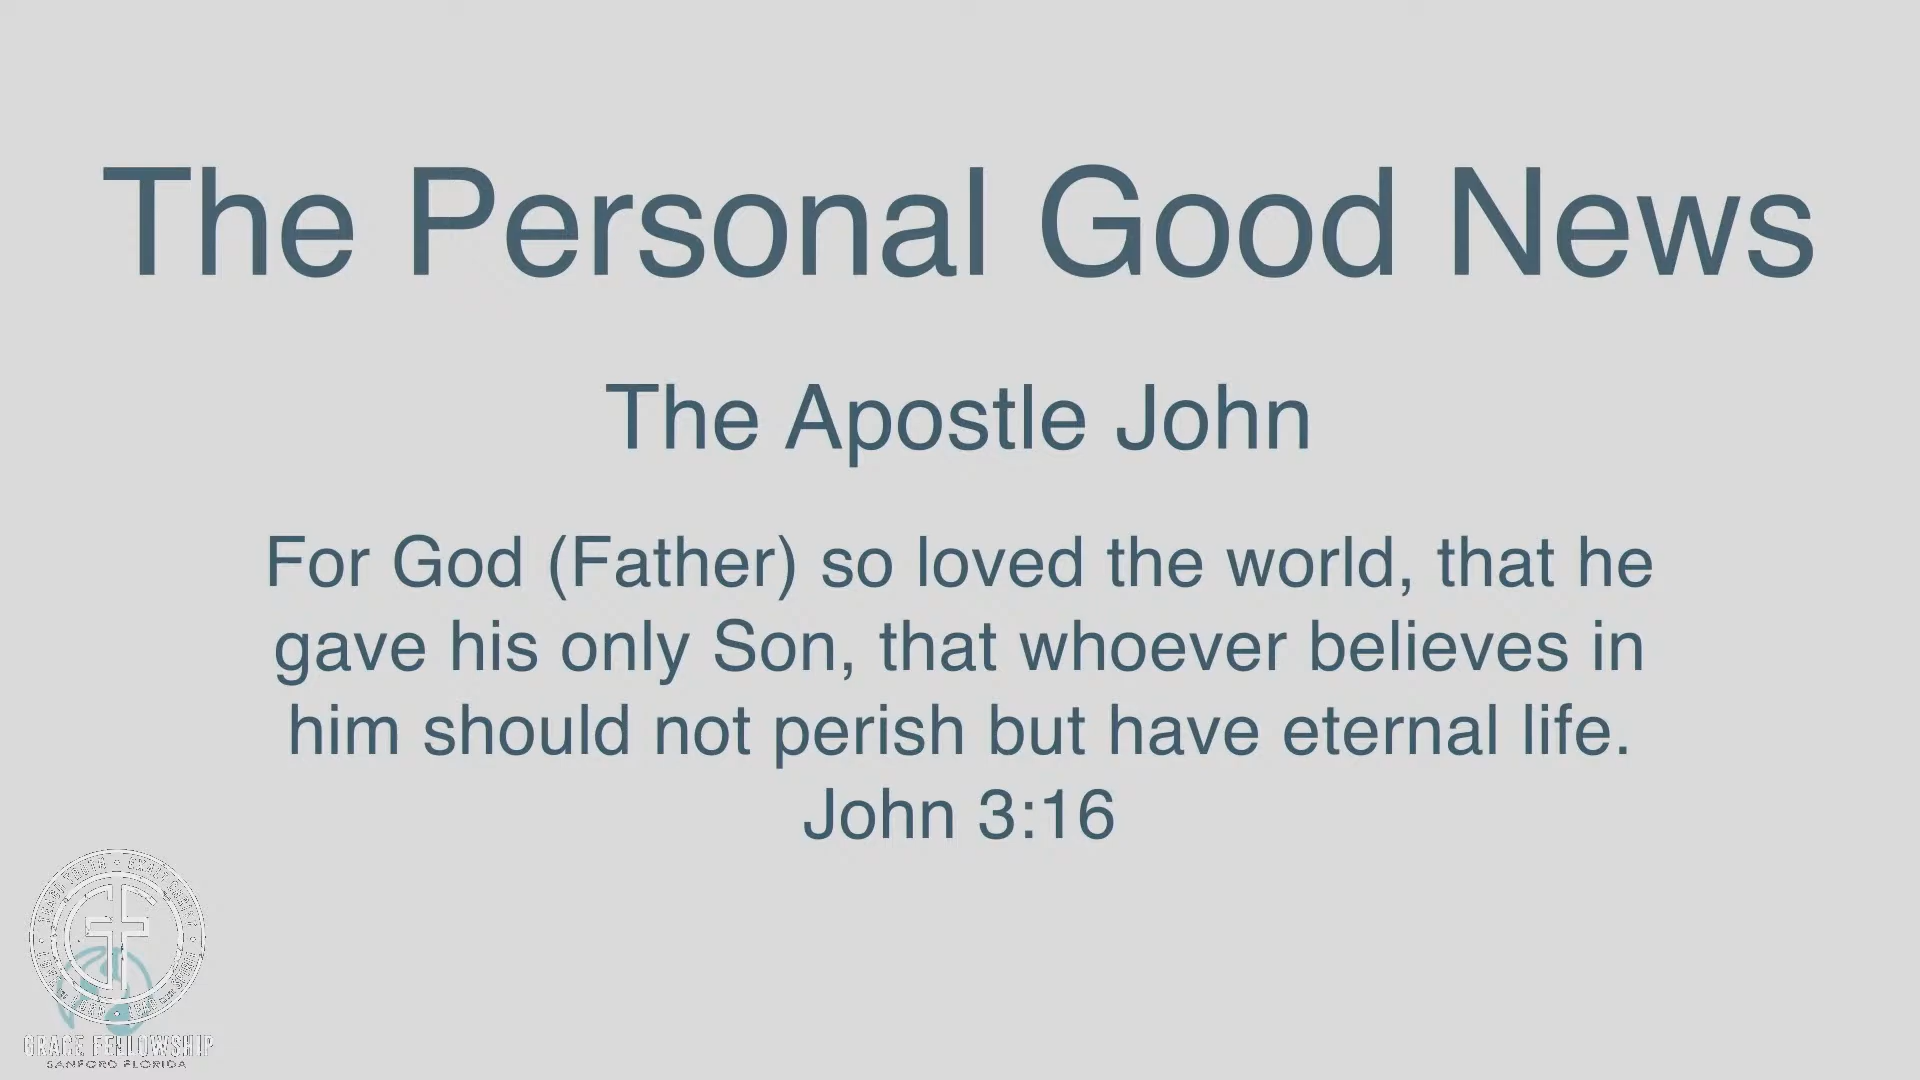 The Personal Good News
The Apostle John
For God (Father) so loved the world, that he
gave his only Son, that whoever believes in
him should not perish but have eternal life.
John 3:16
GRACE FELLOWSHIP
SANFORD FLORIDA